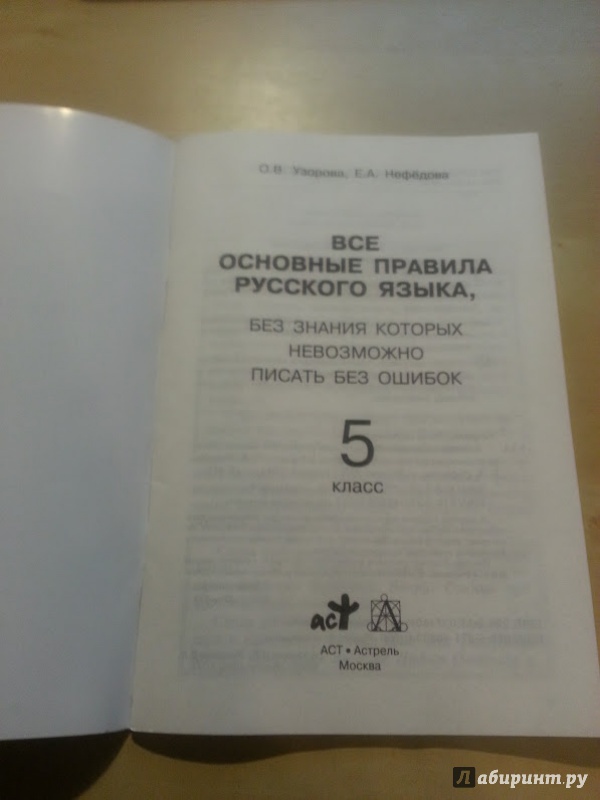 О.В. Узорова, Е.А. Нефёдова
ВСЕ
ОСНОВНЫЕ ПРАВИЛА
РУССКОГО ЯЗЫКА,
БЕЗ ЗНАНИЯ КОТОРЫХ
НЕВОЗМОЖНО
ПИСАТЬ БЕЗ ОШИБОК
5
класс
аст
АСТ • Астрель
Москва
Лабиринт.ру